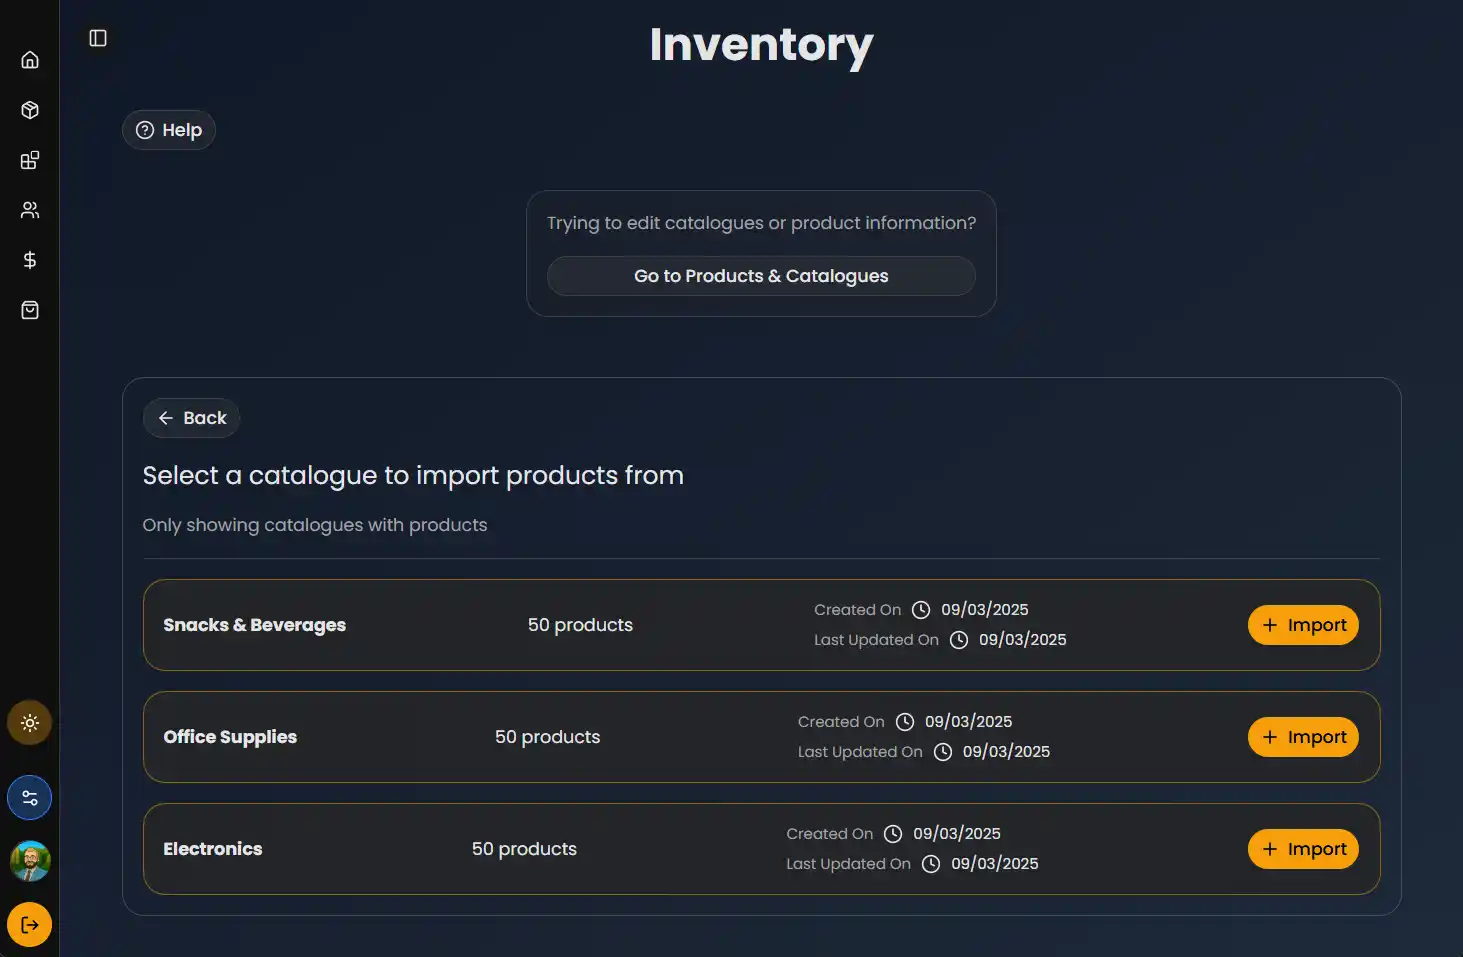 Inventory
Help
Trying to edit catalogues or product information?
Go to Products & Catalogues
Back
Select a catalogue to import products from
Only showing catalogues with products
Snacks & Beverages
50 products
Created On 09/03/2025
Last Updated On 09/03/2025
+ Import
Office Supplies
50 products
Created On 09/03/2025
Last Updated On 09/03/2025
+ Import
Electronics
50 products
Created On 09/03/2025
Last Updated On 09/03/2025
+ Import